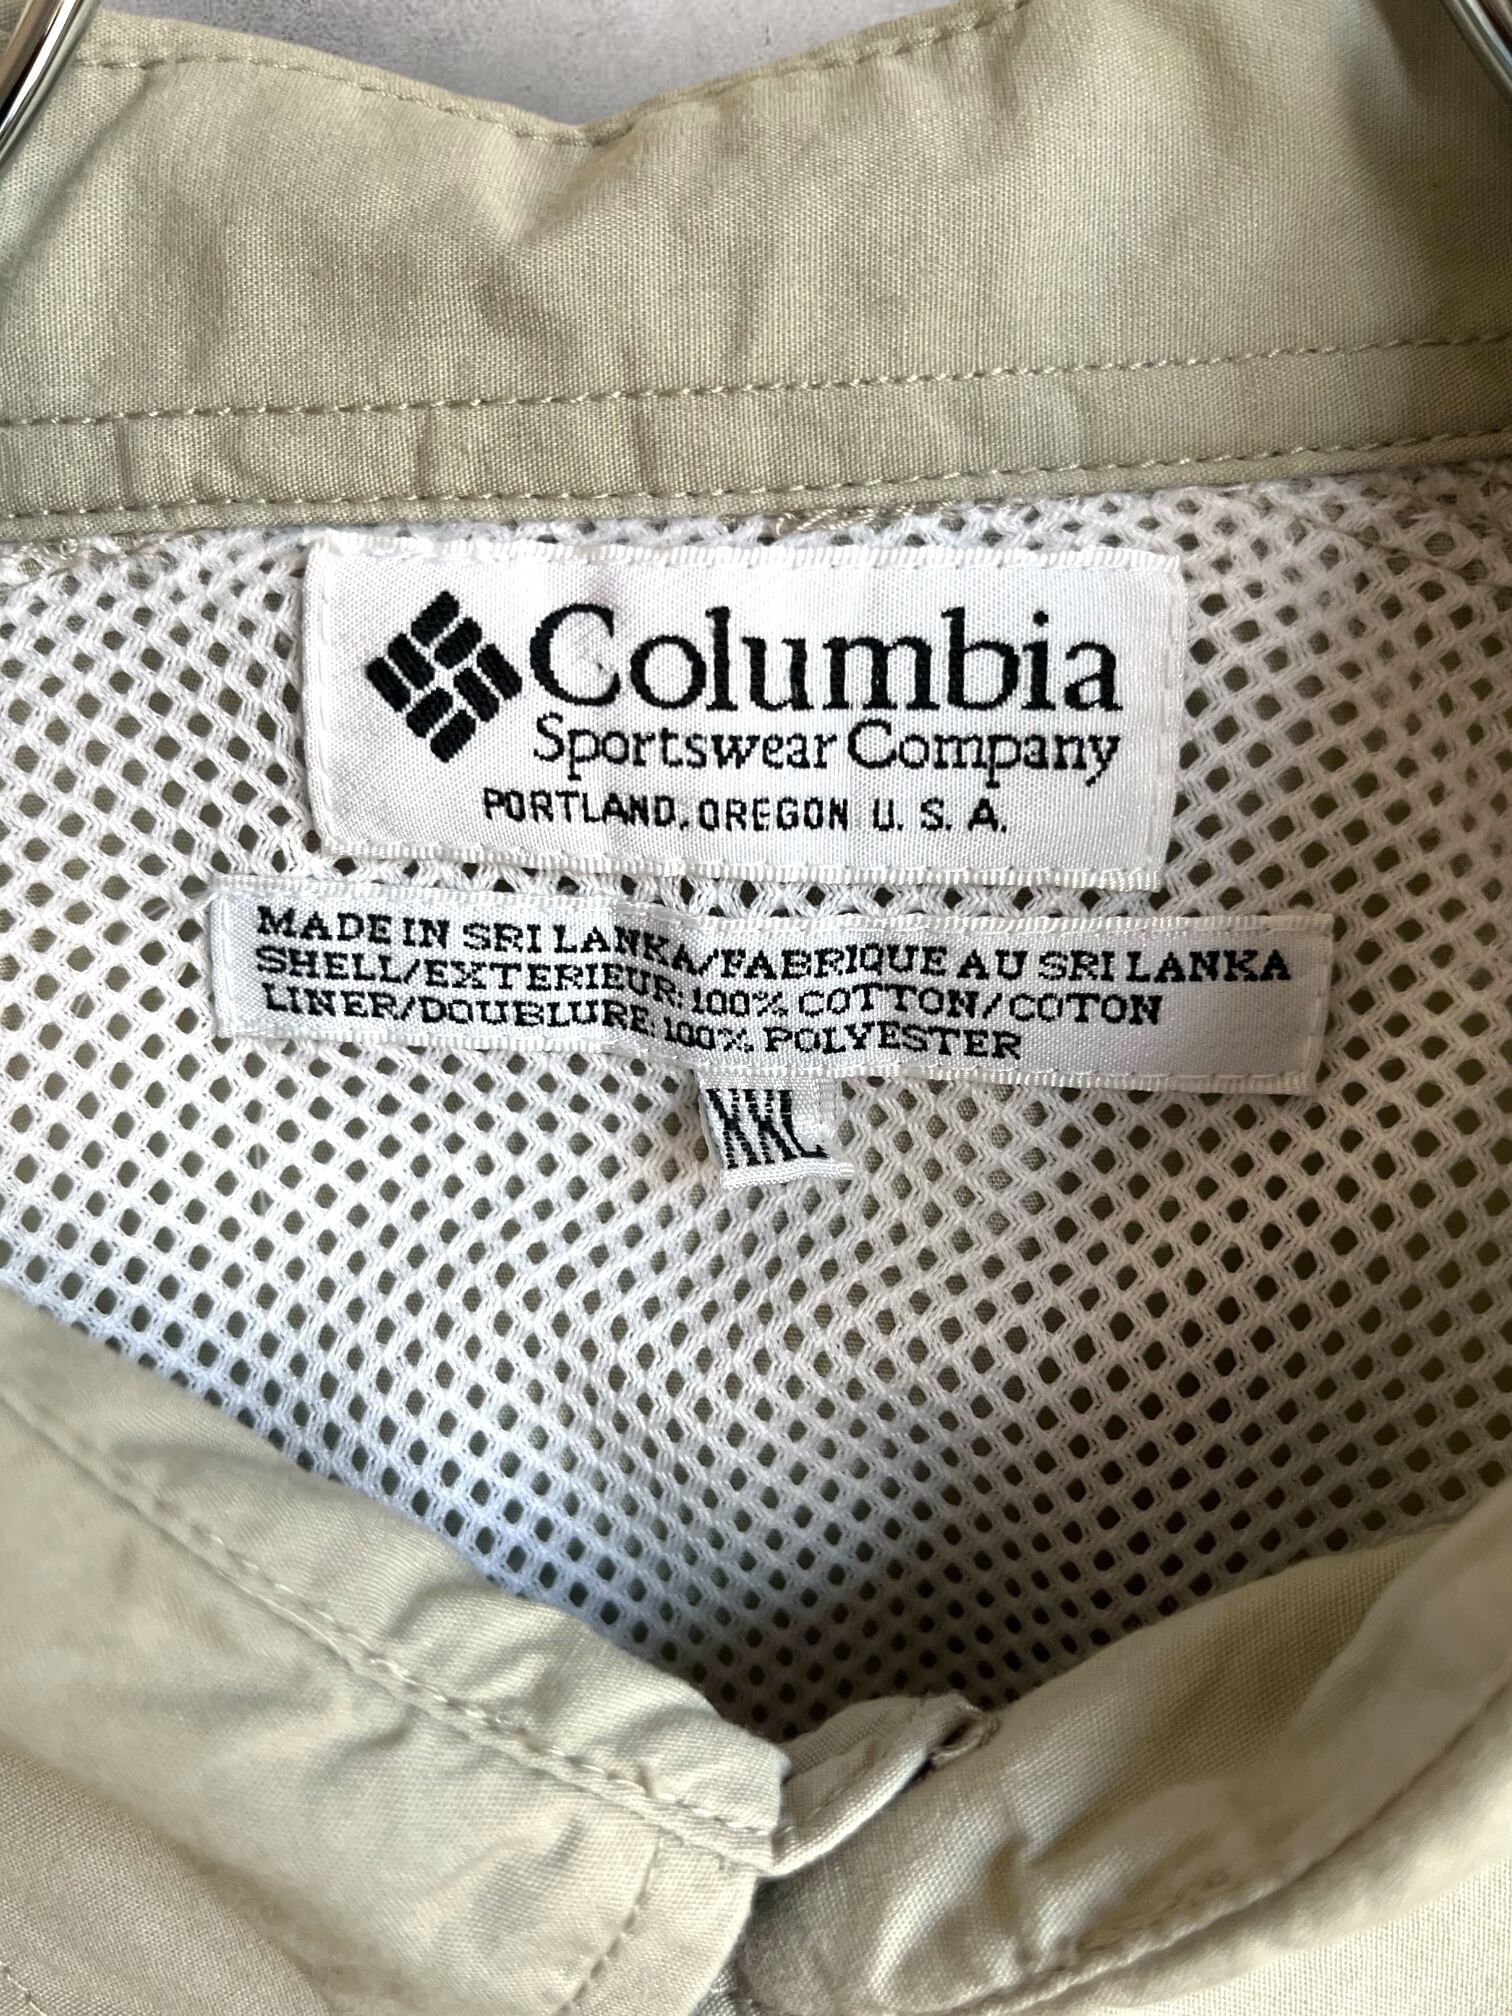 Columbia
Sportswear Company
PORTLAND, OREGON U. S. A.
MADE IN SRI LANKA/FABRIQUE AU SRI LANKA
SHELL/EXTERIEUR: 100% COTTON/COTON
LINER/DOUBLURE: 100% POLYESTER
XXL